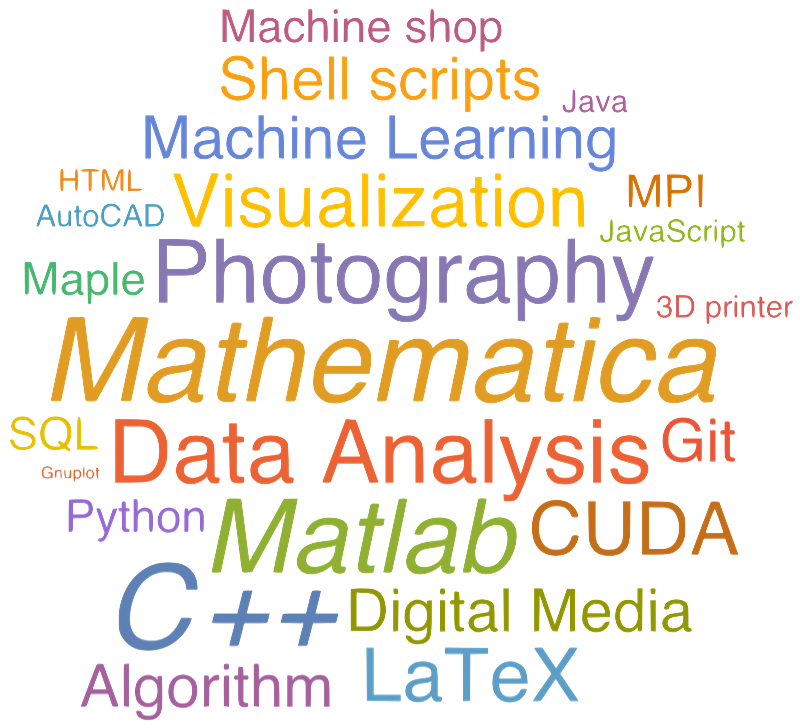 Machine shop
Shell scripts
Java
Machine Learning
HTML
Visualization
MPI
AutoCAD
JavaScript
Maple
Photography
3D printer
Mathematica
SQL
Data Analysis
Git
Gnuplot
Python
Matlab
CUDA
C++
Digital Media
Algorithm
LaTeX